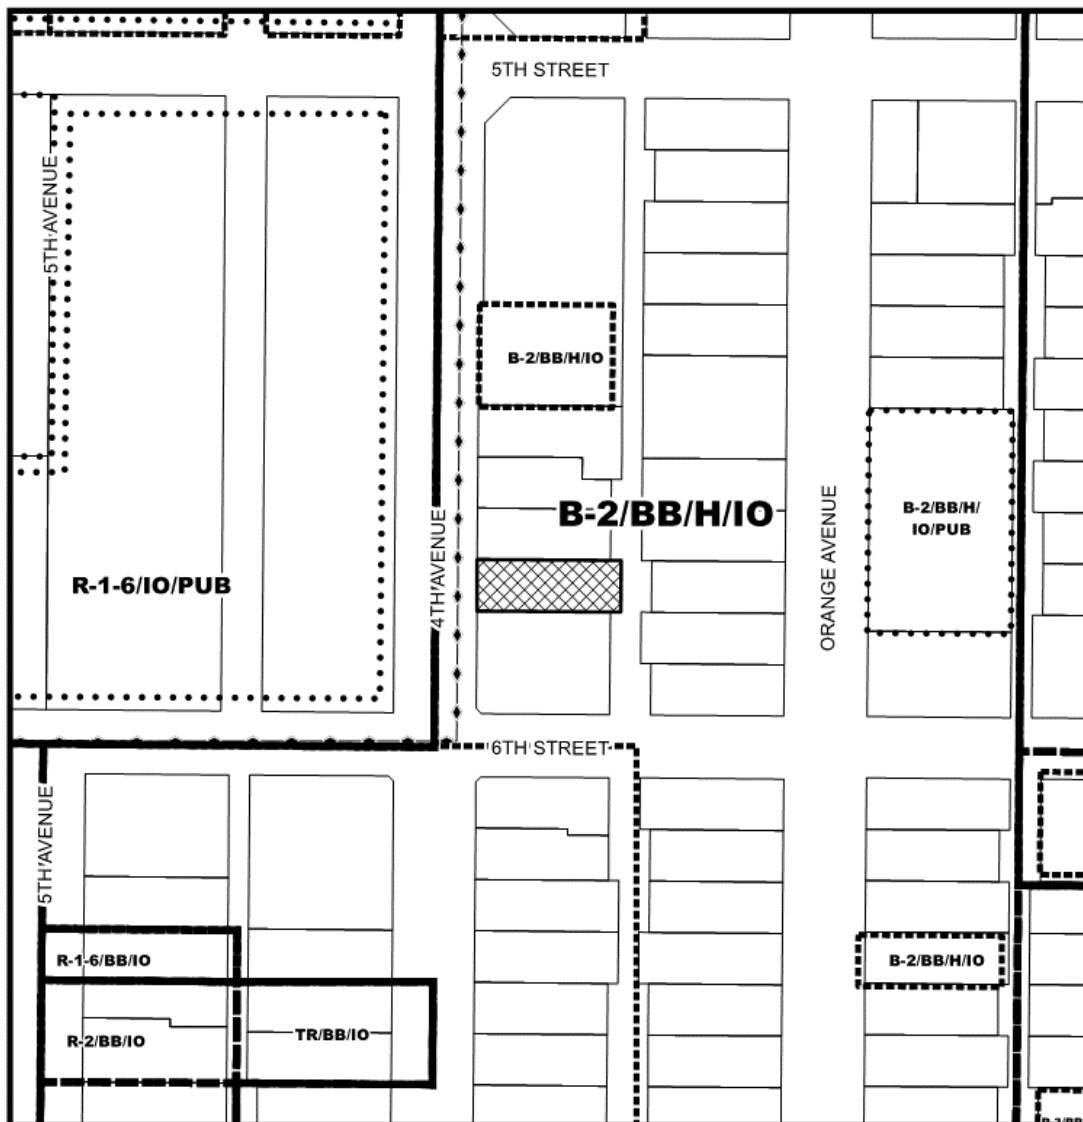 5TH STREET
5TH AVENUE
B-2/BB/H/IO
B-2/BB/H/IO
B-2/BB/H/
IO/PUB
4TH AVENUE
ORANGE AVENUE
R-1-6/IO/PUB
6TH STREET
5TH AVENUE
R-1-6/BB/IO
B-2/BB/H/IO
R-2/BB/IO
TR/BB/IO